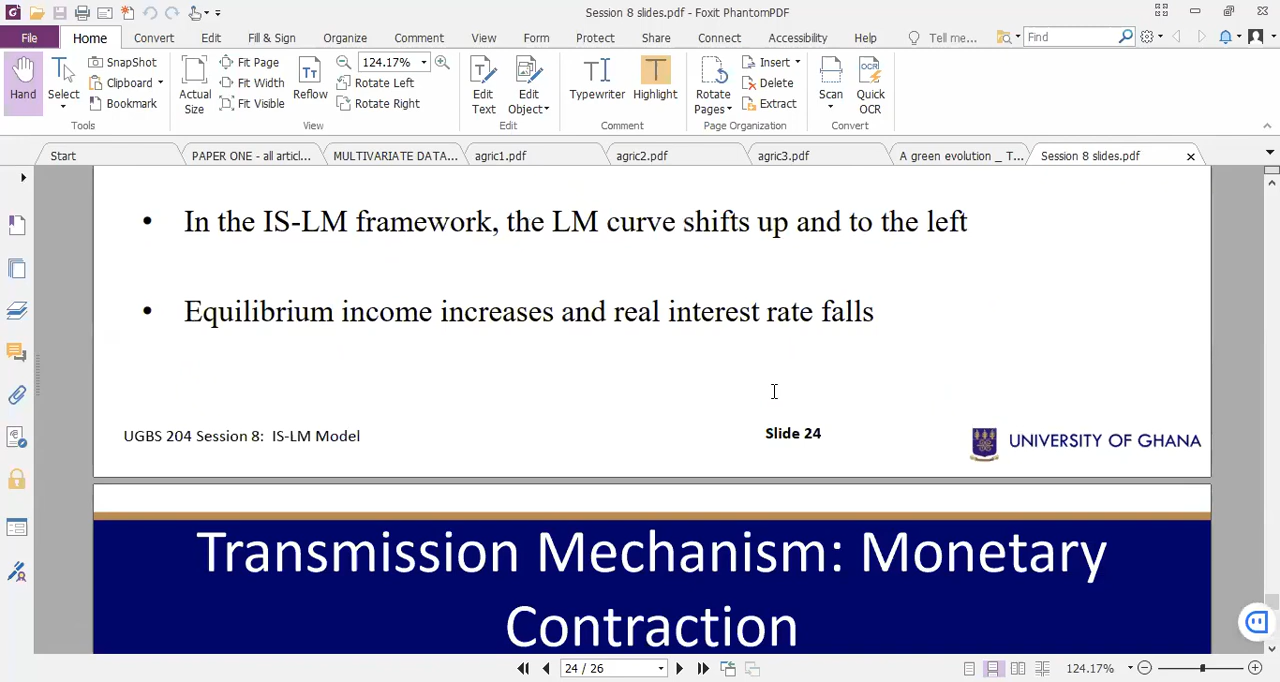 Session 8 slides.pdf - Foxit PhantomPDF
File Home Convert Edit Fill & Sign Organize Comment View Form Protect Share Connect Accessibility Help Tell me... Find
Hand
Select
SnapShot
Clipboard
Bookmark
Tools
Actual Size
Fit Page
Fit Width
Fit Visible
Reflow
124.17%
Rotate Left
Rotate Right
View
Edit Text
Edit Object
Edit
Typewriter
Highlight
Comment
Rotate Pages
Insert
Delete
Extract
Page Organization
Scan
Quick OCR
Convert
Start PAPER ONE - all articl... MULTIVARIATE DATA... agric1.pdf agric2.pdf agric3.pdf A green evolution _ T... Session 8 slides.pdf
• In the IS-LM framework, the LM curve shifts up and to the left
• Equilibrium income increases and real interest rate falls
UGBS 204 Session 8: IS-LM Model
Slide 24
UNIVERSITY OF GHANA
Transmission Mechanism: Monetary
Contraction
24 / 26
124.17%